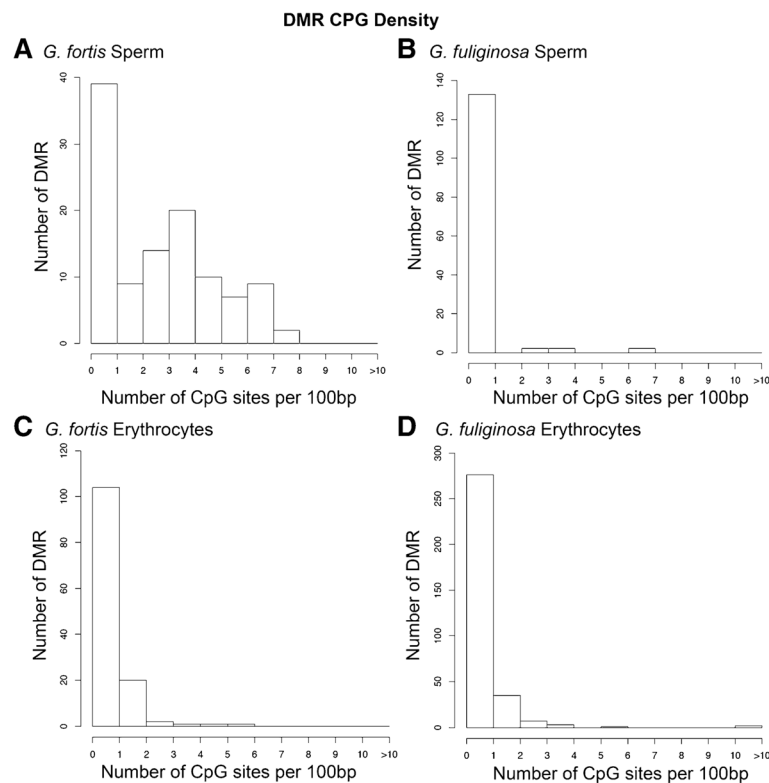 DMR CPG Density
A G. fortis Sperm
Number of DMR
40
30
20
10
0
0 1 2 3 4 5 6 7 8 9 10 >10
Number of CpG sites per 100bp
B G. fuliginosa Sperm
Number of DMR
140
120
100
80
60
40
20
0
0 1 2 3 4 5 6 7 8 9 10 >10
Number of CpG sites per 100bp
C G. fortis Erythrocytes
Number of DMR
120
100
80
60
40
20
0
0 1 2 3 4 5 6 7 8 9 10 >10
Number of CpG sites per 100bp
D G. fuliginosa Erythrocytes
Number of DMR
300
250
200
150
100
50
0
0 1 2 3 4 5 6 7 8 9 10 >10
Number of CpG sites per 100bp